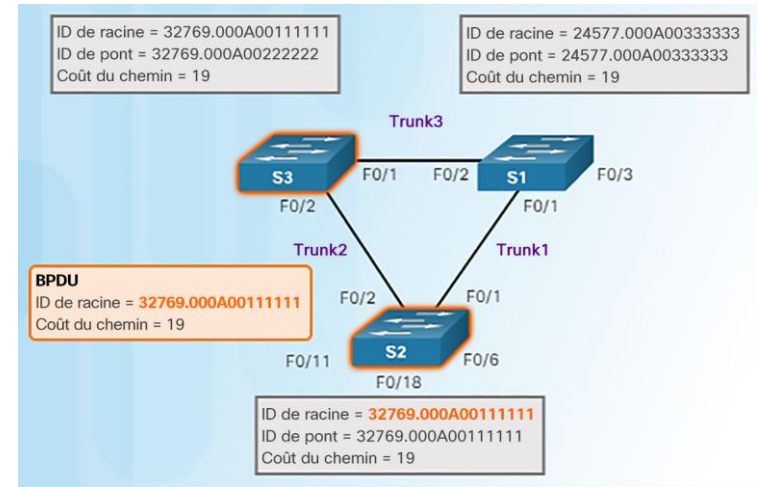 ID de racine = 32769.000A00111111
ID de pont = 32769.000A00222222
Coût du chemin = 19
ID de racine = 24577.000A00333333
ID de pont = 24577.000A00333333
Coût du chemin = 19
Trunk3
S3
F0/1
F0/2
S1
F0/3
F0/2
F0/1
Trunk2
Trunk1
BPDU
ID de racine = 32769.000A00111111
Coût du chemin = 19
F0/2
F0/1
S2
F0/11
F0/6
F0/18
ID de racine = 32769.000A00111111
ID de pont = 32769.000A00111111
Coût du chemin = 19